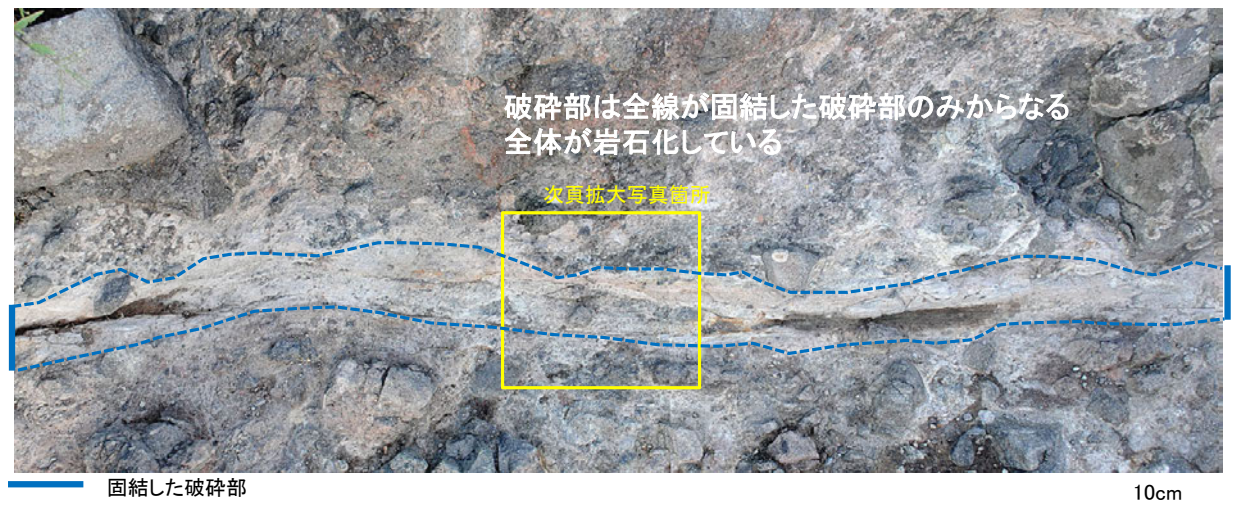 破砕部は全線が固結した破砕部のみからなる
全体が岩石化している
次頁拡大写真箇所
固結した破砕部
10cm